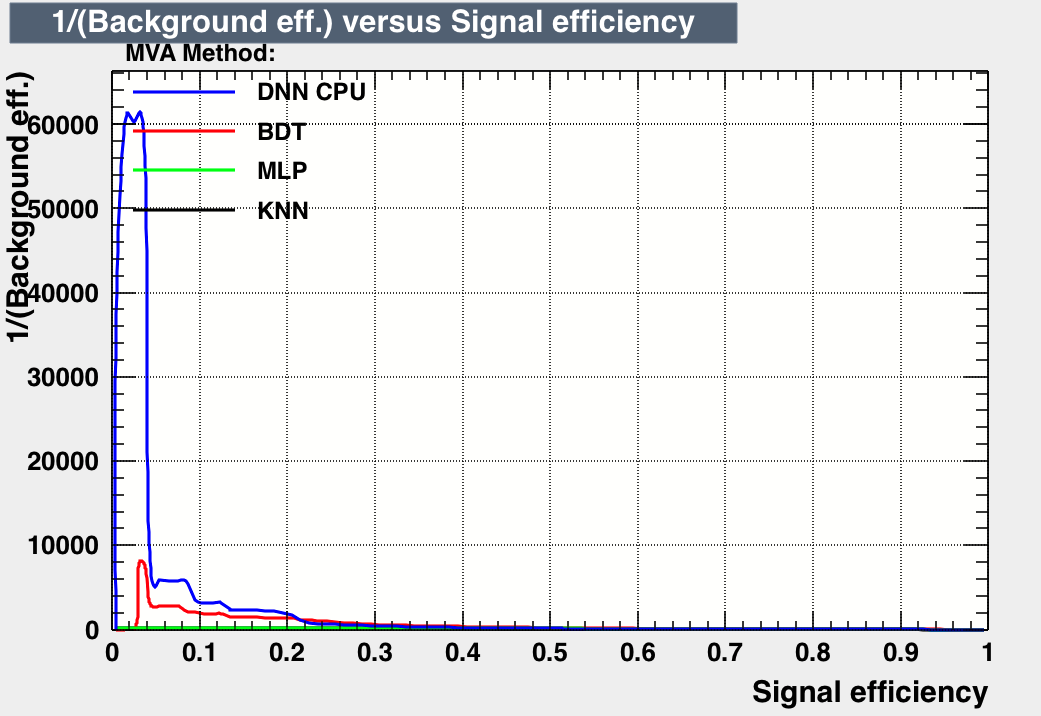 1/(Background eff.) versus Signal efficiency
MVA Method:
DNN CPU
BDT
MLP
KNN
1/(Background eff.)
60000
50000
40000
30000
20000
10000
0
0 0.1 0.2 0.3 0.4 0.5 0.6 0.7 0.8 0.9 1
Signal efficiency